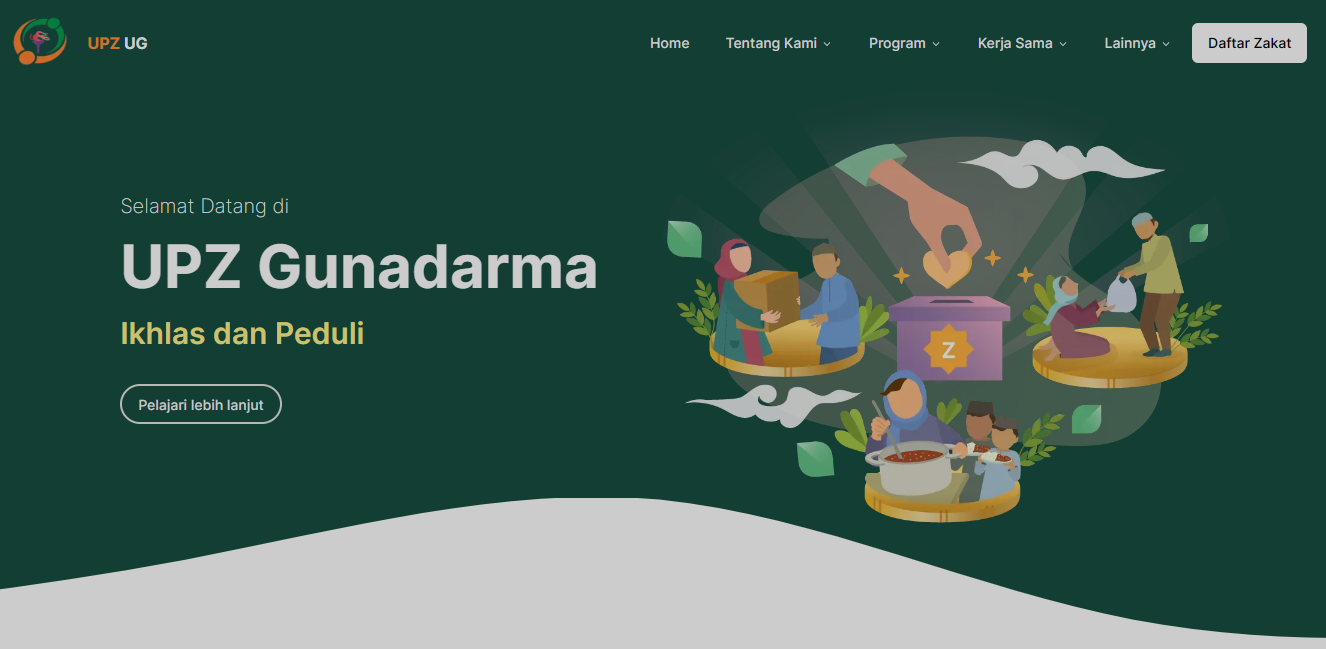 UPZ UG
Home
Tentang Kami
Program
Kerja Sama
Lainnya
Daftar Zakat
Selamat Datang di
UPZ Gunadarma
Ikhlas dan Peduli
Pelajari lebih lanjut
Z